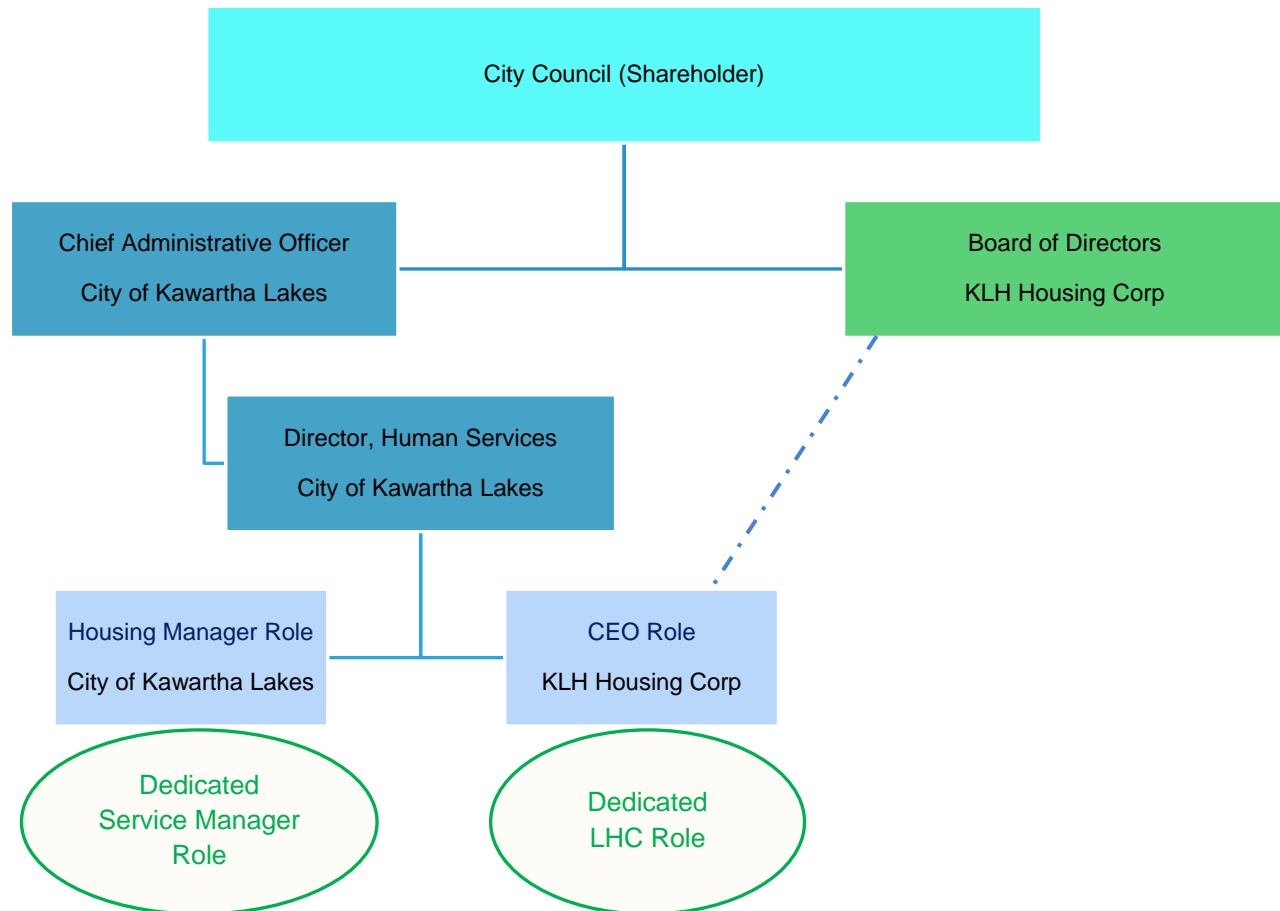 City Council (Shareholder)
Chief Administrative Officer
City of Kawartha Lakes
Board of Directors
KLH Housing Corp
Director, Human Services
City of Kawartha Lakes
Housing Manager Role
City of Kawartha Lakes
CEO Role
KLH Housing Corp
Dedicated
Service Manager
Role
Dedicated
LHC Role